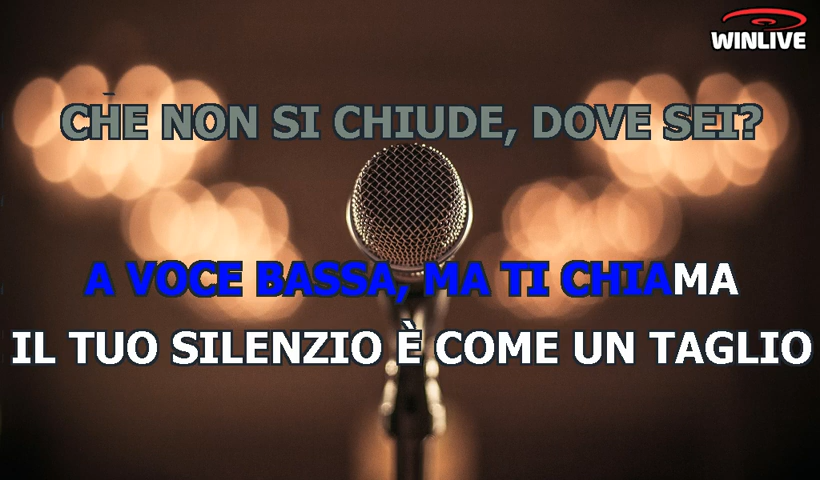 WINLIVE
CHE NON SI CHIUDE, DOVE SEI?
A VOCE BASSA, MA TI CHIAMA
IL TUO SILENZIO È COME UN TAGLIO